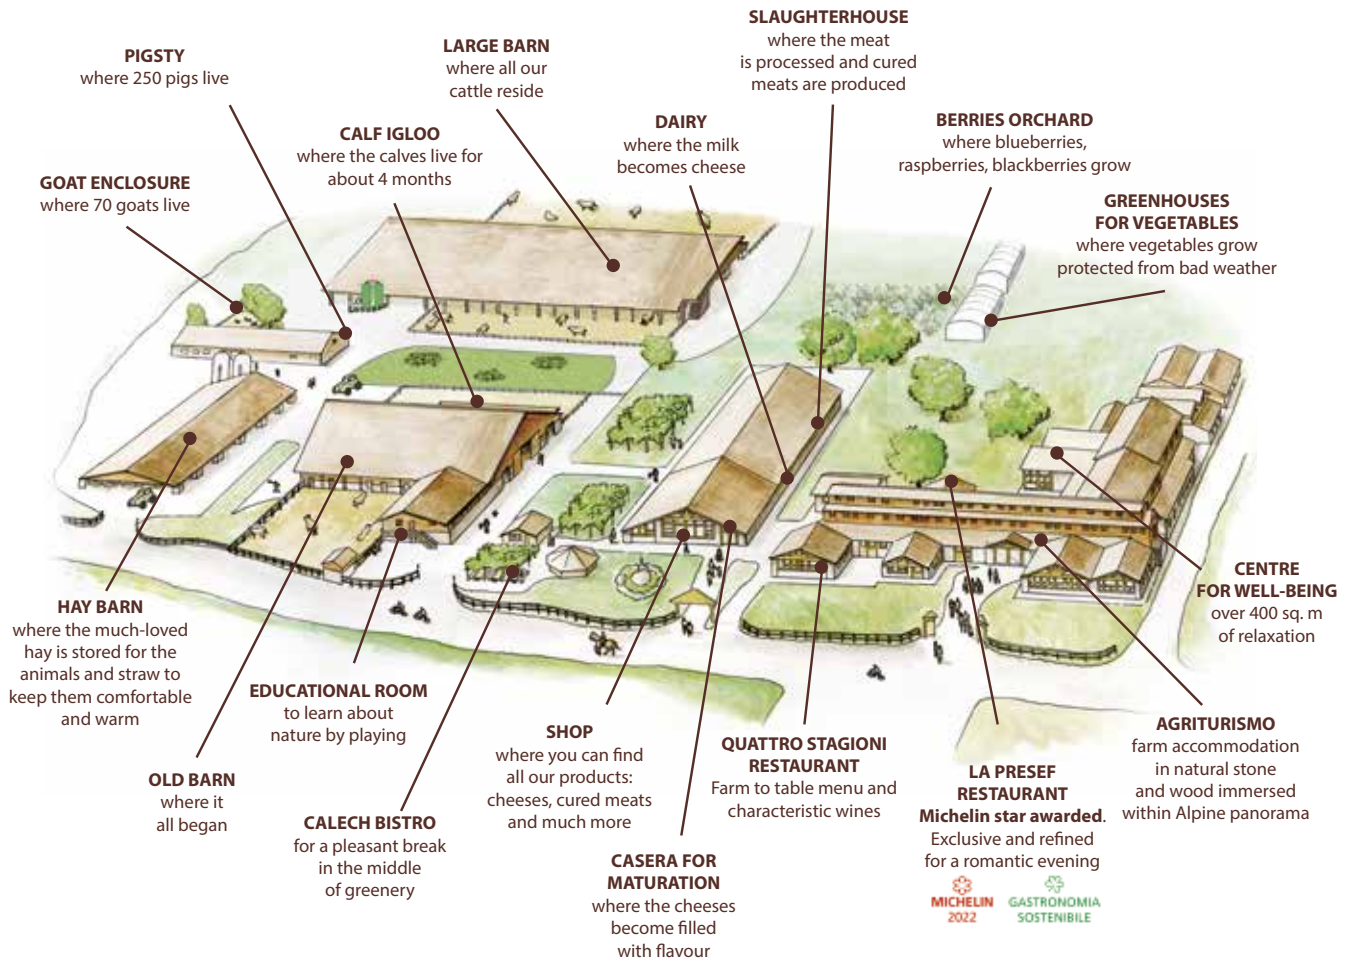 SLAUGHTERHOUSE
where the meat
is processed and cured
meats are produced
LARGE BARN
where all our
cattle reside
PIGSTY
where 250 pigs live
CALF IGLOO
where the calves live for
about 4 months
DAIRY
where the milk
becomes cheese
BERRIES ORCHARD
where blueberries,
raspberries, blackberries grow
GOAT ENCLOSURE
where 70 goats live
GREENHOUSES
FOR VEGETABLES
where vegetables grow
protected from bad weather
CENTRE
FOR WELL-BEING
over 400 sq. m
of relaxation
HAY BARN
where the much-loved
hay is stored for the
animals and straw to
keep them comfortable
and warm
EDUCATIONAL ROOM
to learn about
nature by playing
OLD BARN
where it
all began
CALECH BISTRO
for a pleasant break
in the middle
of greenery
SHOP
where you can find
all our products:
cheeses, cured meats
and much more
CASERA FOR
MATURATION
where the cheeses
become filled
with flavour
QUATTRO STAGIONI
RESTAURANT
Farm to table menu and
characteristic wines
LA PRESEF
RESTAURANT
Michelin star awarded.
Exclusive and refined
for a romantic evening
MICHELIN
2022
GASTRONOMIA
SOSTENIBILE
AGRITURISMO
farm accommodation
in natural stone
and wood immersed
within Alpine panorama